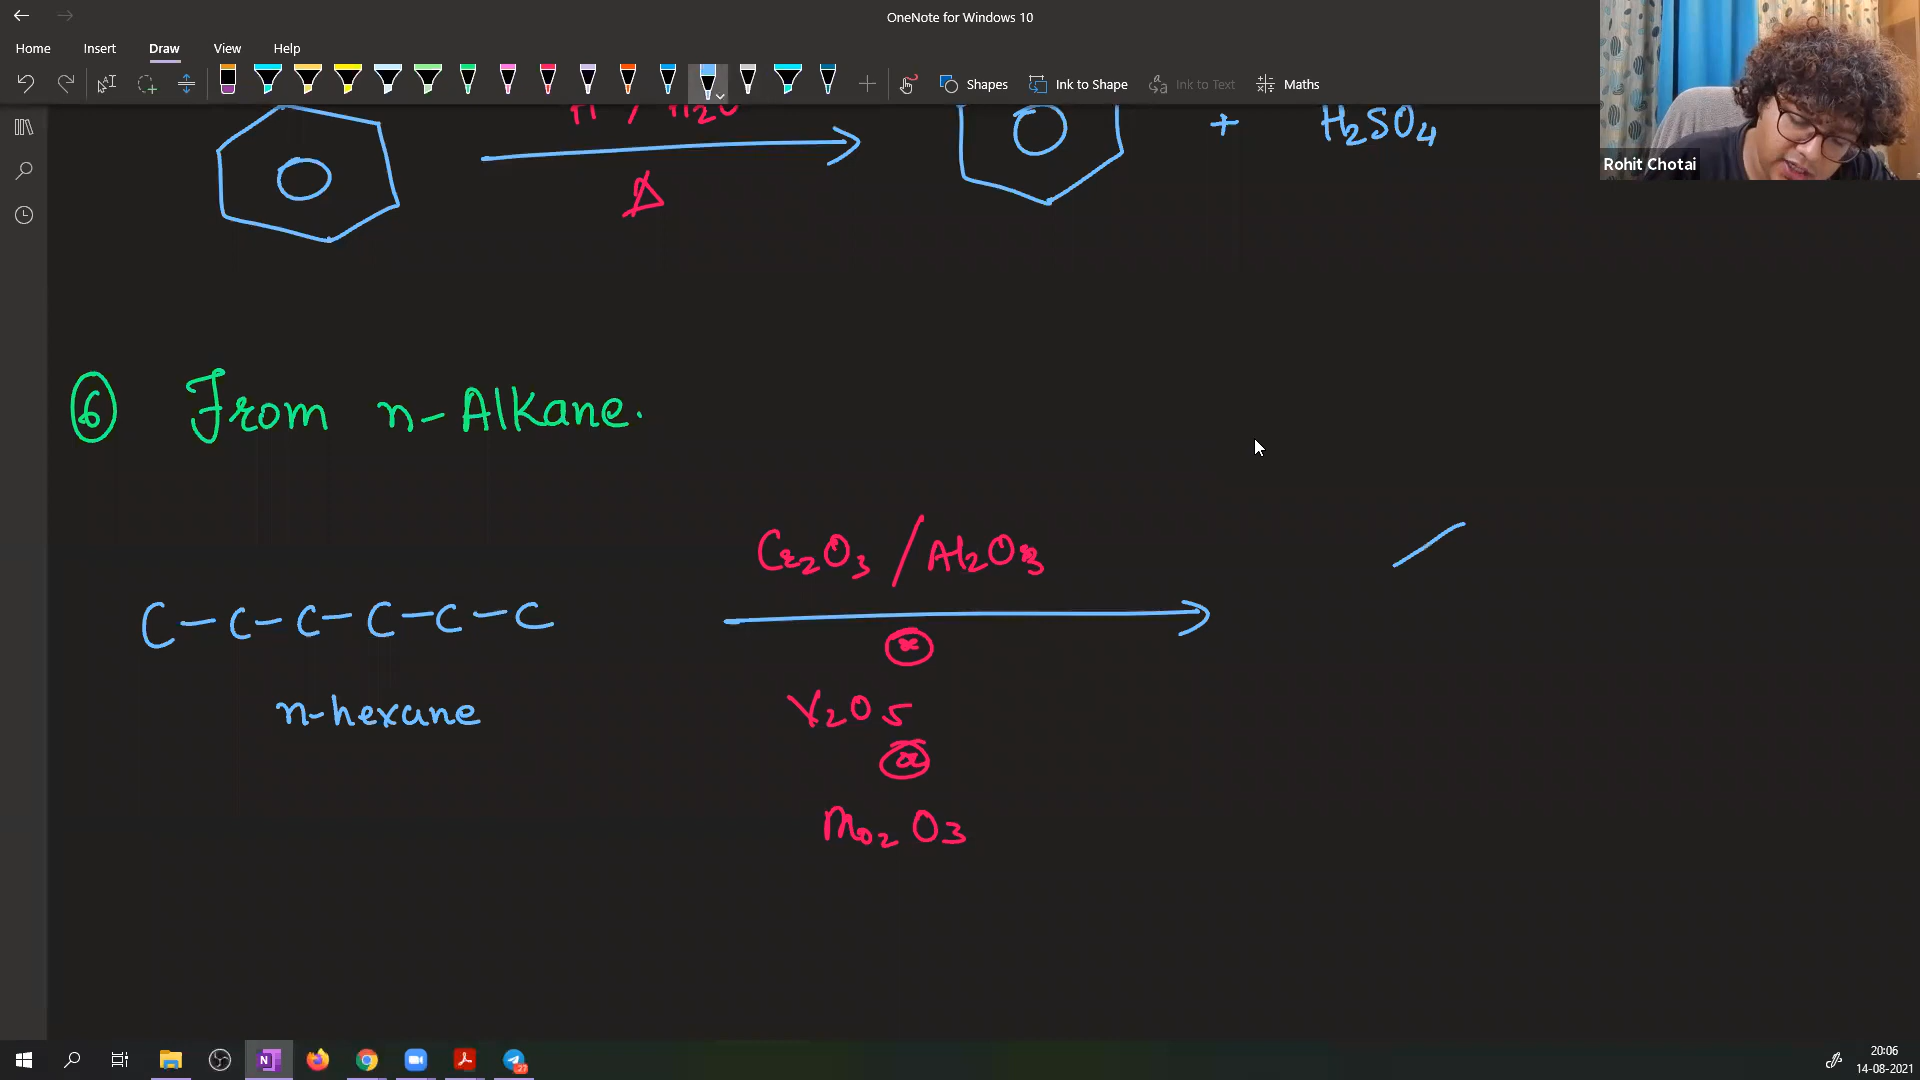 OneNote for Windows 10
Home Insert Draw View Help
Shapes Ink to Shape Ink to Text Maths
Rohit Chotai
+ H₂SO₄
Δ
⑥ From n-Alkane.
Cr₂O₃ / Al₂O₃
C-C-C-C-C-C
n-hexane
V₂O₅
Mo₂O₃
27
20:06
14-08-2021